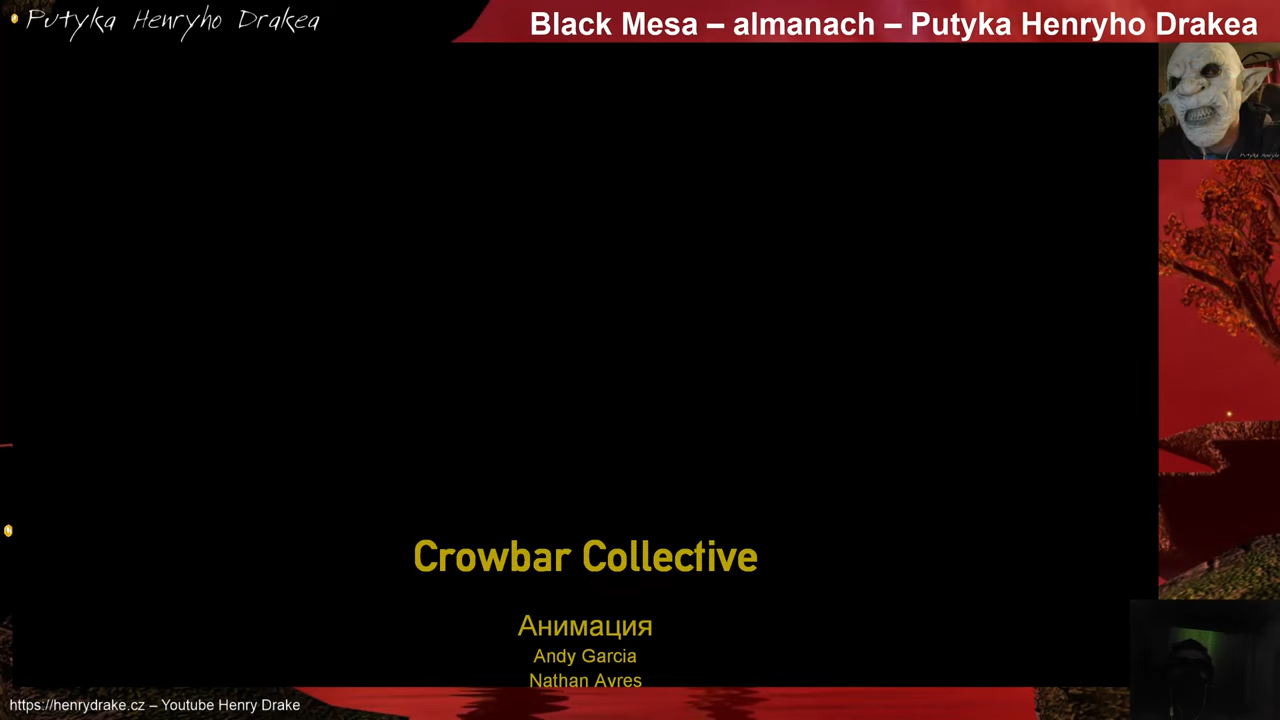 Putyka Henryho Drakea
Black Mesa – almanach – Putyka Henryho Drakea
Crowbar Collective
Анимация
Andy Garcia
Nathan Ayres
https://henrydrake.cz – Youtube Henry Drake